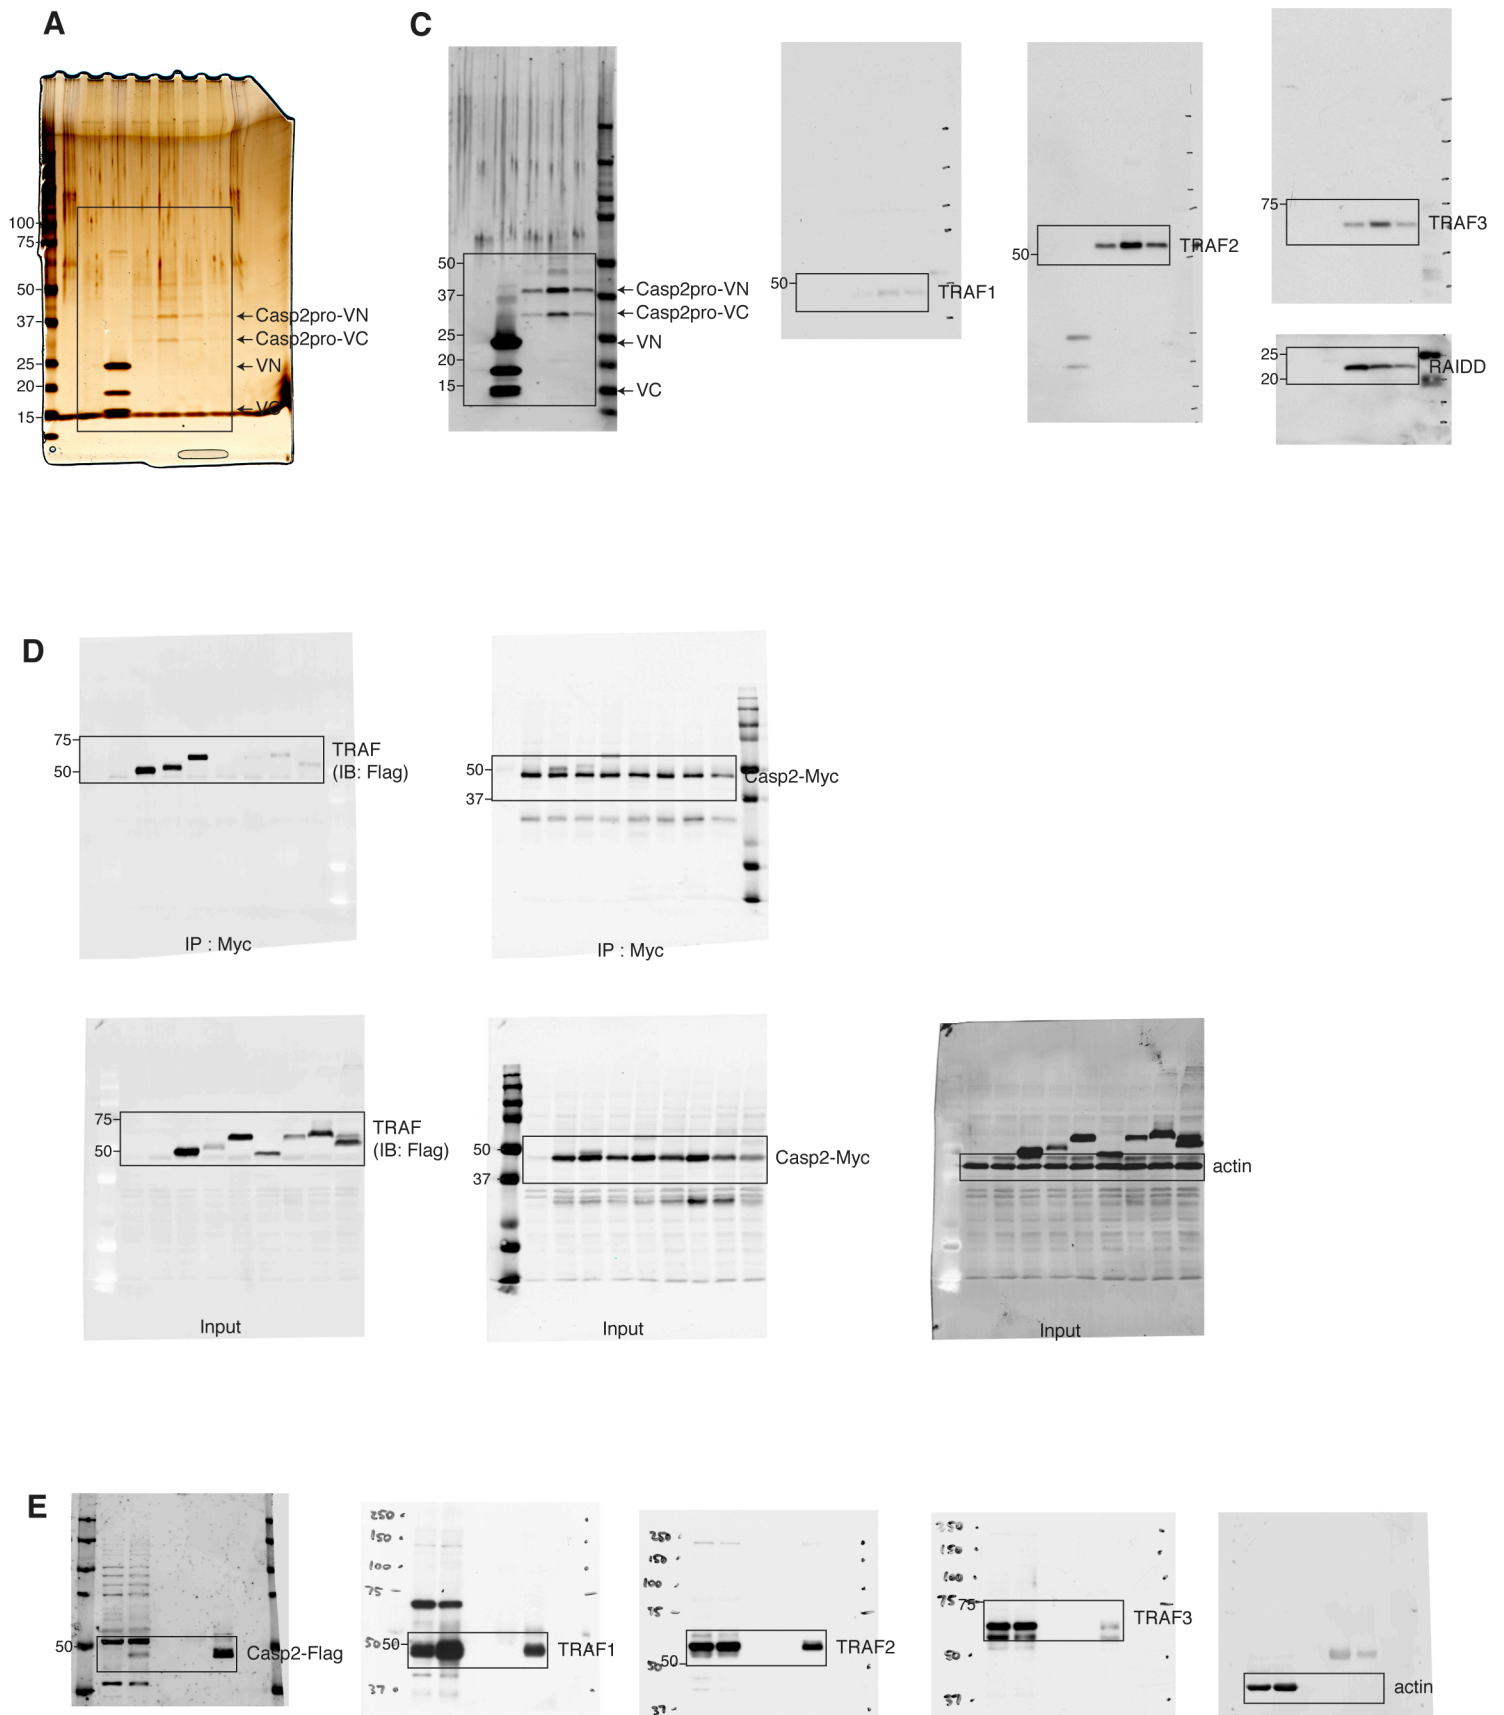 A
100
75
50
37
25
20
15
Casp2pro-VN
Casp2pro-VC
VN
VC
C
50
37
25
20
15
Casp2pro-VN
Casp2pro-VC
VN
VC
50
TRAF1
50
TRAF2
75
TRAF3
25
20
RAIDD
D
75
50
TRAF
(IB: Flag)
IP : Myc
50
37
Casp2-Myc
IP : Myc
75
50
TRAF
(IB: Flag)
Input
50
37
Casp2-Myc
Input
actin
Input
E
50
Casp2-Flag
250
150
100
75
50
50
37
TRAF1
250
150
100
75
50
50
37
TRAF2
250
150
100
75
75
50
37
TRAF3
actin